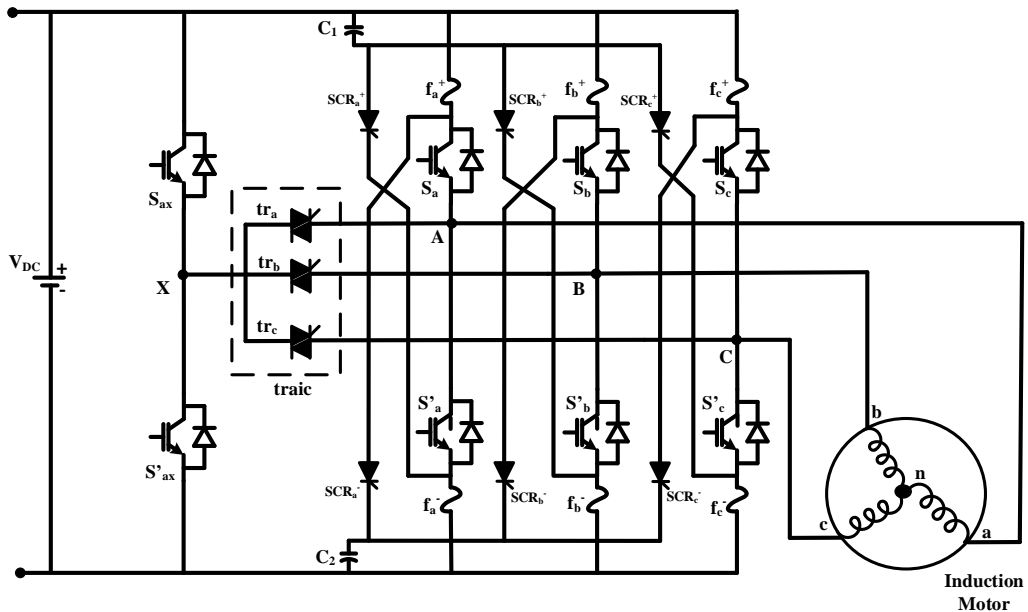 C1
SCRa+
fa+
SCRb+
fb+
SCRc+
fc+
Sax
Sa
Sb
Sc
tra
A
VDC
+
-
X
trb
B
trc
C
traic
S'a
S'b
S'c
b
S'ax
SCRa-
fa-
SCRb-
fb-
SCRc-
fc-
n
c
a
C2
Induction
Motor